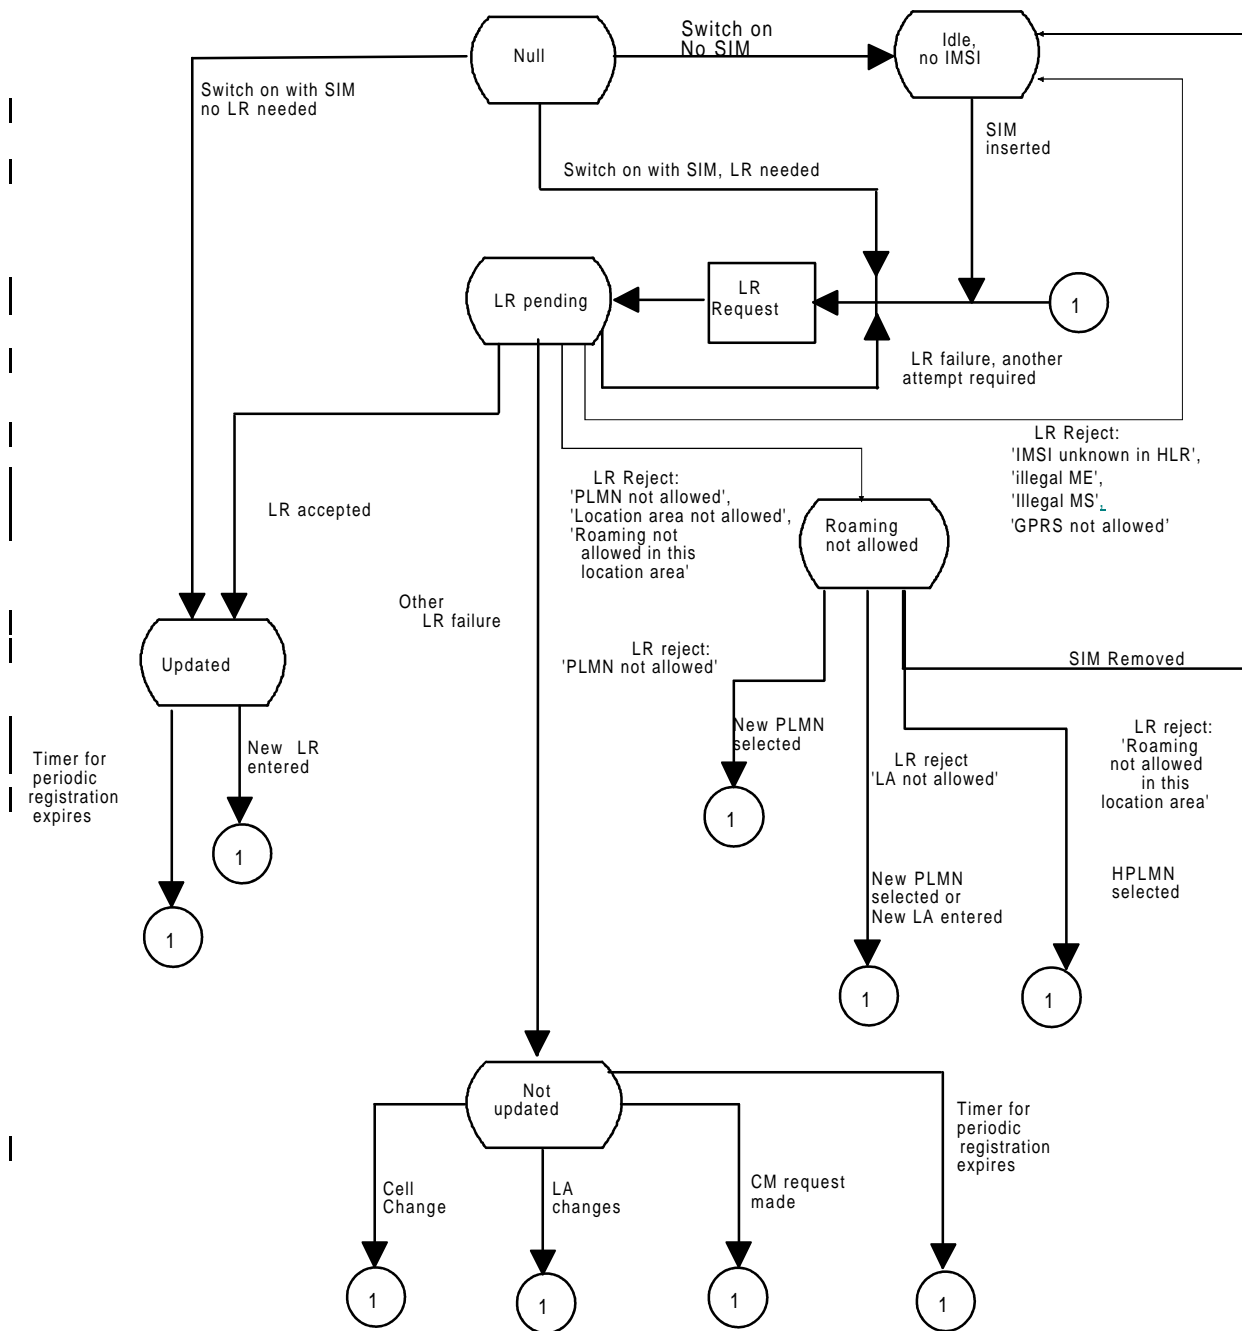 Switch on
No SIM
Null
Idle,
no IMSI
Switch on with SIM
no LR needed
SIM
inserted
Switch on with SIM, LR needed
LR pending
LR
Request
1
LR failure, another
attempt required
LR Reject:
'IMSI unknown in HLR',
'illegal ME',
'Illegal MS',
'GPRS not allowed'
LR Reject:
'PLMN not allowed',
'Location area not allowed',
'Roaming not
allowed in this
location area'
LR accepted
Roaming
not allowed
Other
LR failure
Updated
LR reject:
'PLMN not allowed'
SIM Removed
New PLMN
selected
LR reject
'LA not allowed'
LR reject:
'Roaming
not allowed
in this
location area'
Timer for
periodic
registration
expires
New LR
entered
1
1
1
New PLMN
selected or
New LA entered
HPLMN
selected
1
1
Not
updated
Timer for
periodic
registration
expires
Cell
Change
LA
changes
CM request
made
1
1
1
1